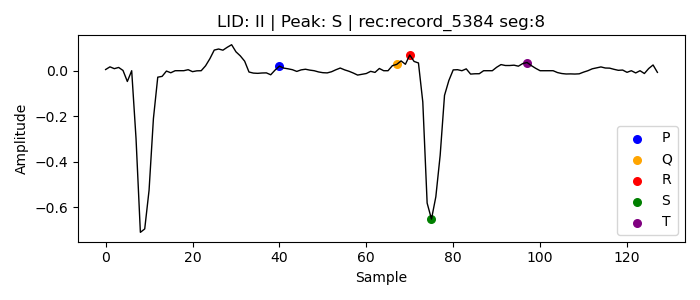 LID: II | Peak: S | rec:record_5384 seg:8
Amplitude
0.0
−0.2
−0.4
−0.6
P
Q
R
S
T
0
20
40
60
80
100
120
Sample